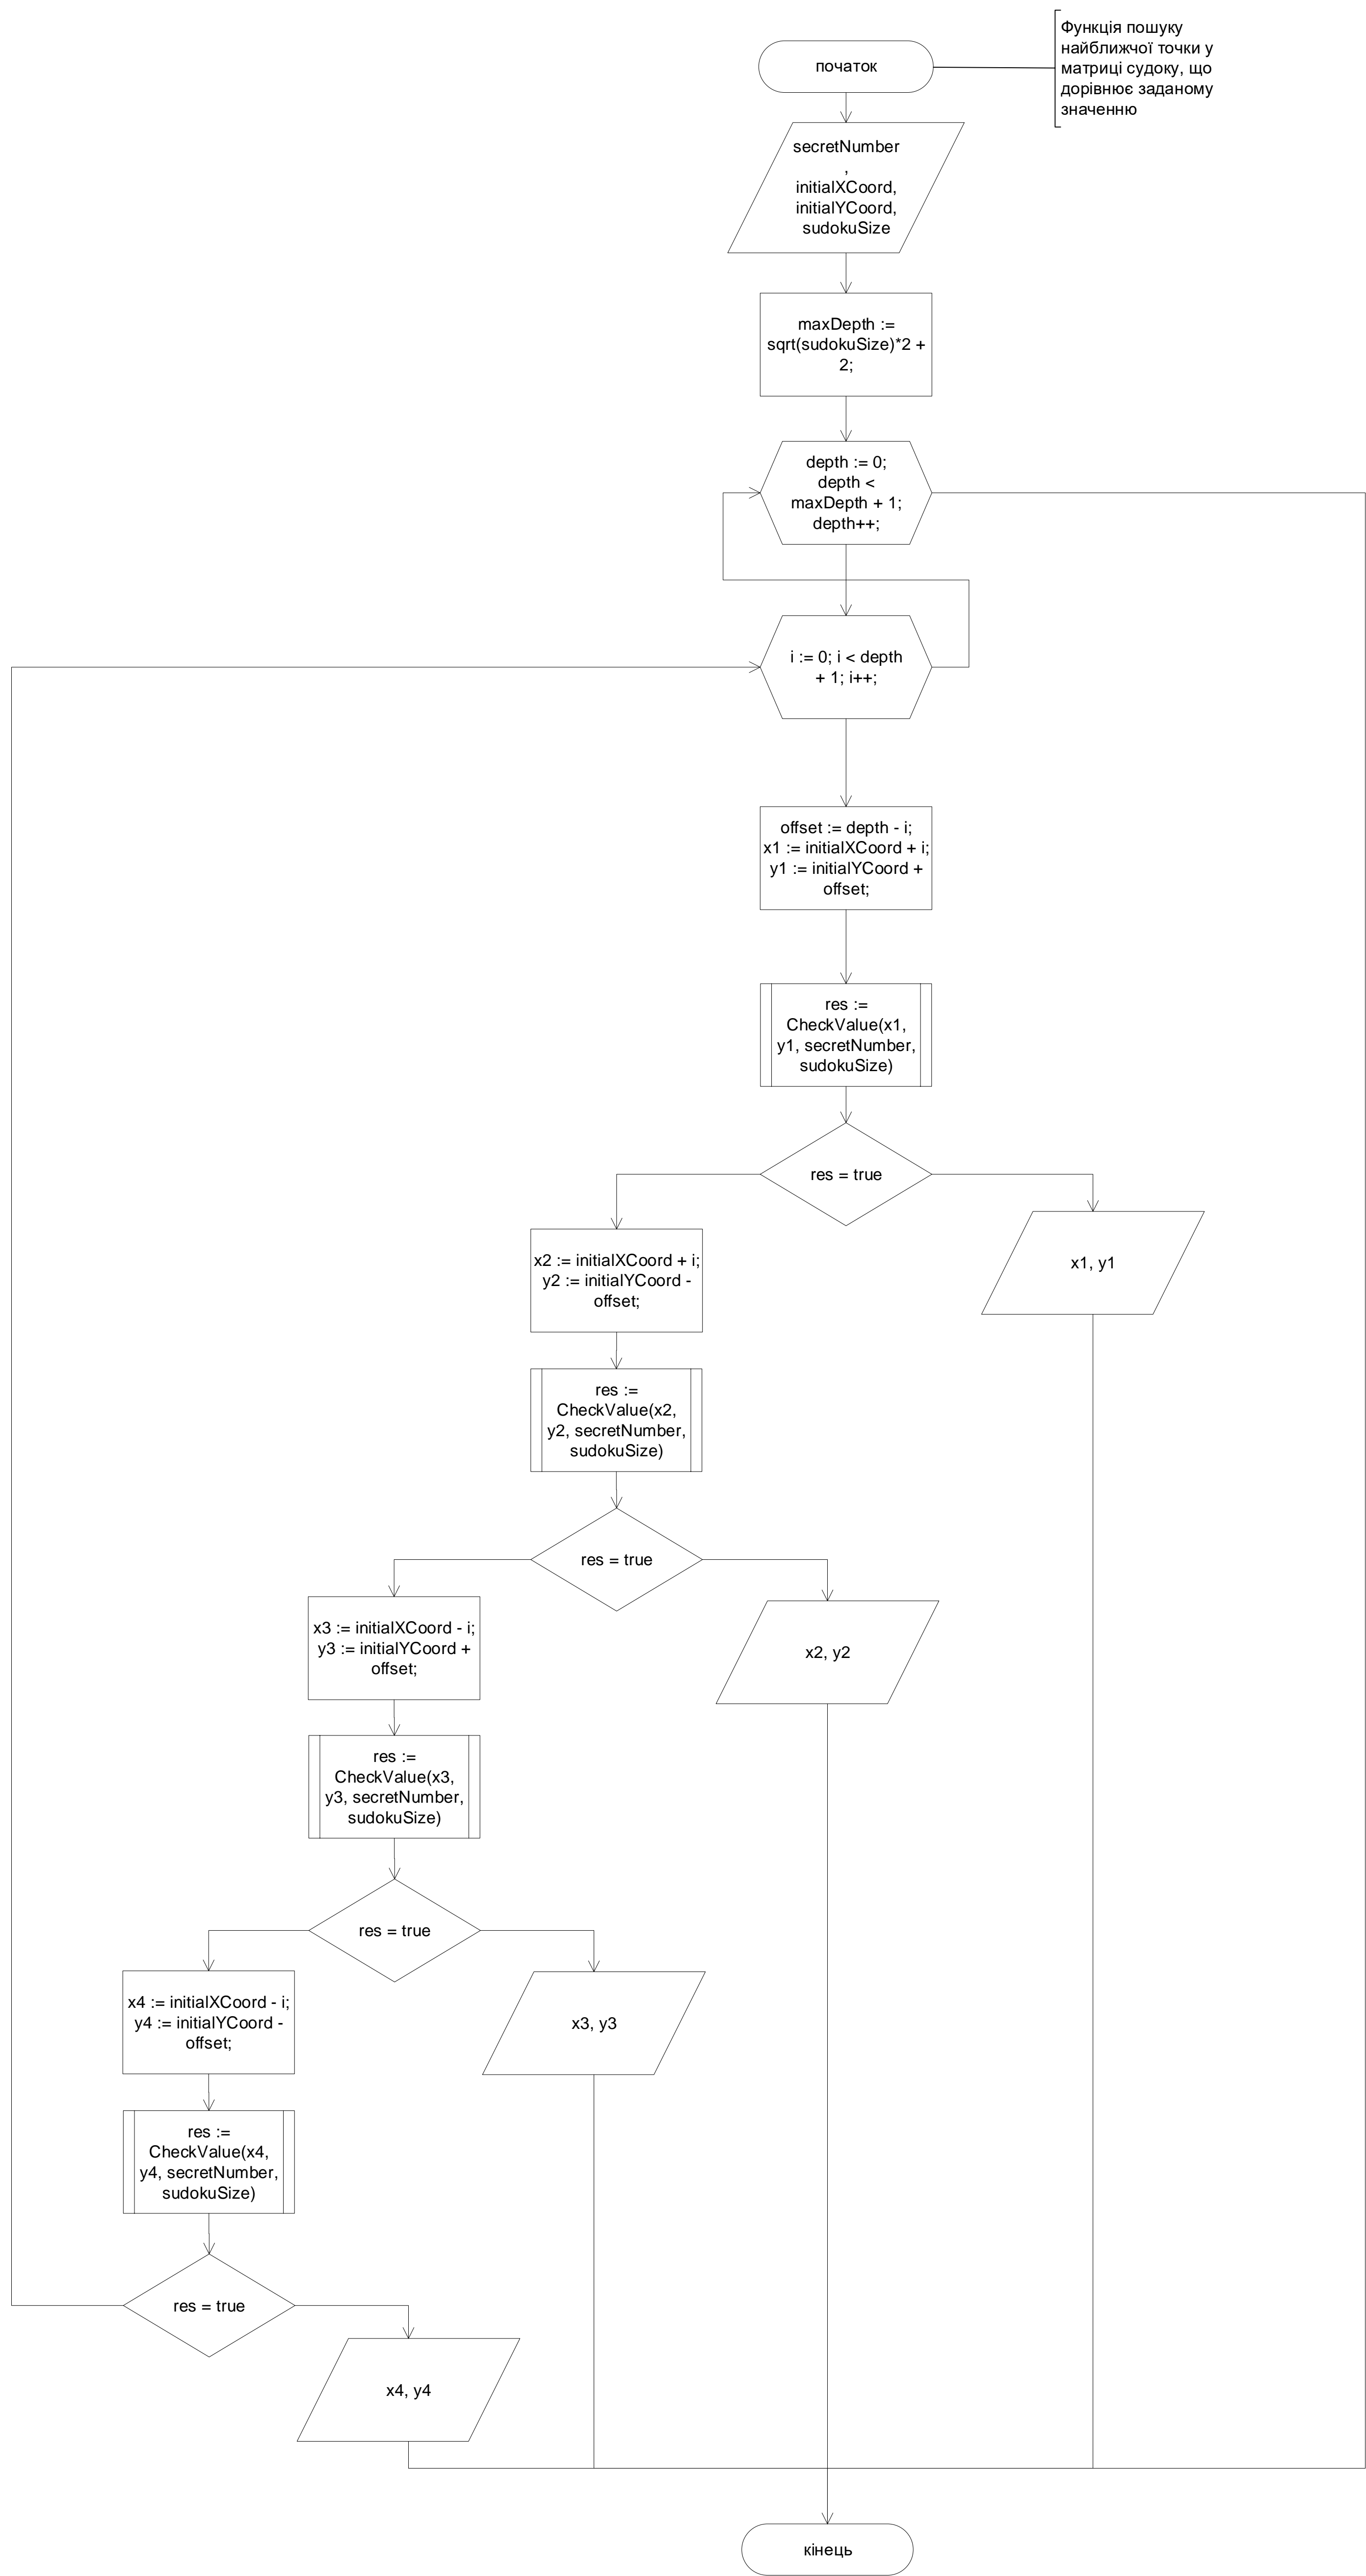 початок
Функція пошуку
найближчої точки у
матриці судоку, що
дорівнює заданому
значенню
secretNumber
,
initialXCoord,
initialYCoord,
sudokuSize
maxDepth :=
sqrt(sudokuSize)*2 +
2;
depth := 0;
depth <
maxDepth + 1;
depth++;
i := 0; i < depth
+ 1; i++;
offset := depth - i;
x1 := initialXCoord + i;
y1 := initialYCoord +
offset;
res :=
CheckValue(x1,
y1, secretNumber,
sudokuSize)
res = true
x1, y1
x2 := initialXCoord + i;
y2 := initialYCoord -
offset;
res :=
CheckValue(x2,
y2, secretNumber,
sudokuSize)
res = true
x2, y2
x3 := initialXCoord - i;
y3 := initialYCoord +
offset;
res :=
CheckValue(x3,
y3, secretNumber,
sudokuSize)
res = true
x3, y3
x4 := initialXCoord - i;
y4 := initialYCoord -
offset;
res :=
CheckValue(x4,
y4, secretNumber,
sudokuSize)
res = true
x4, y4
кінець